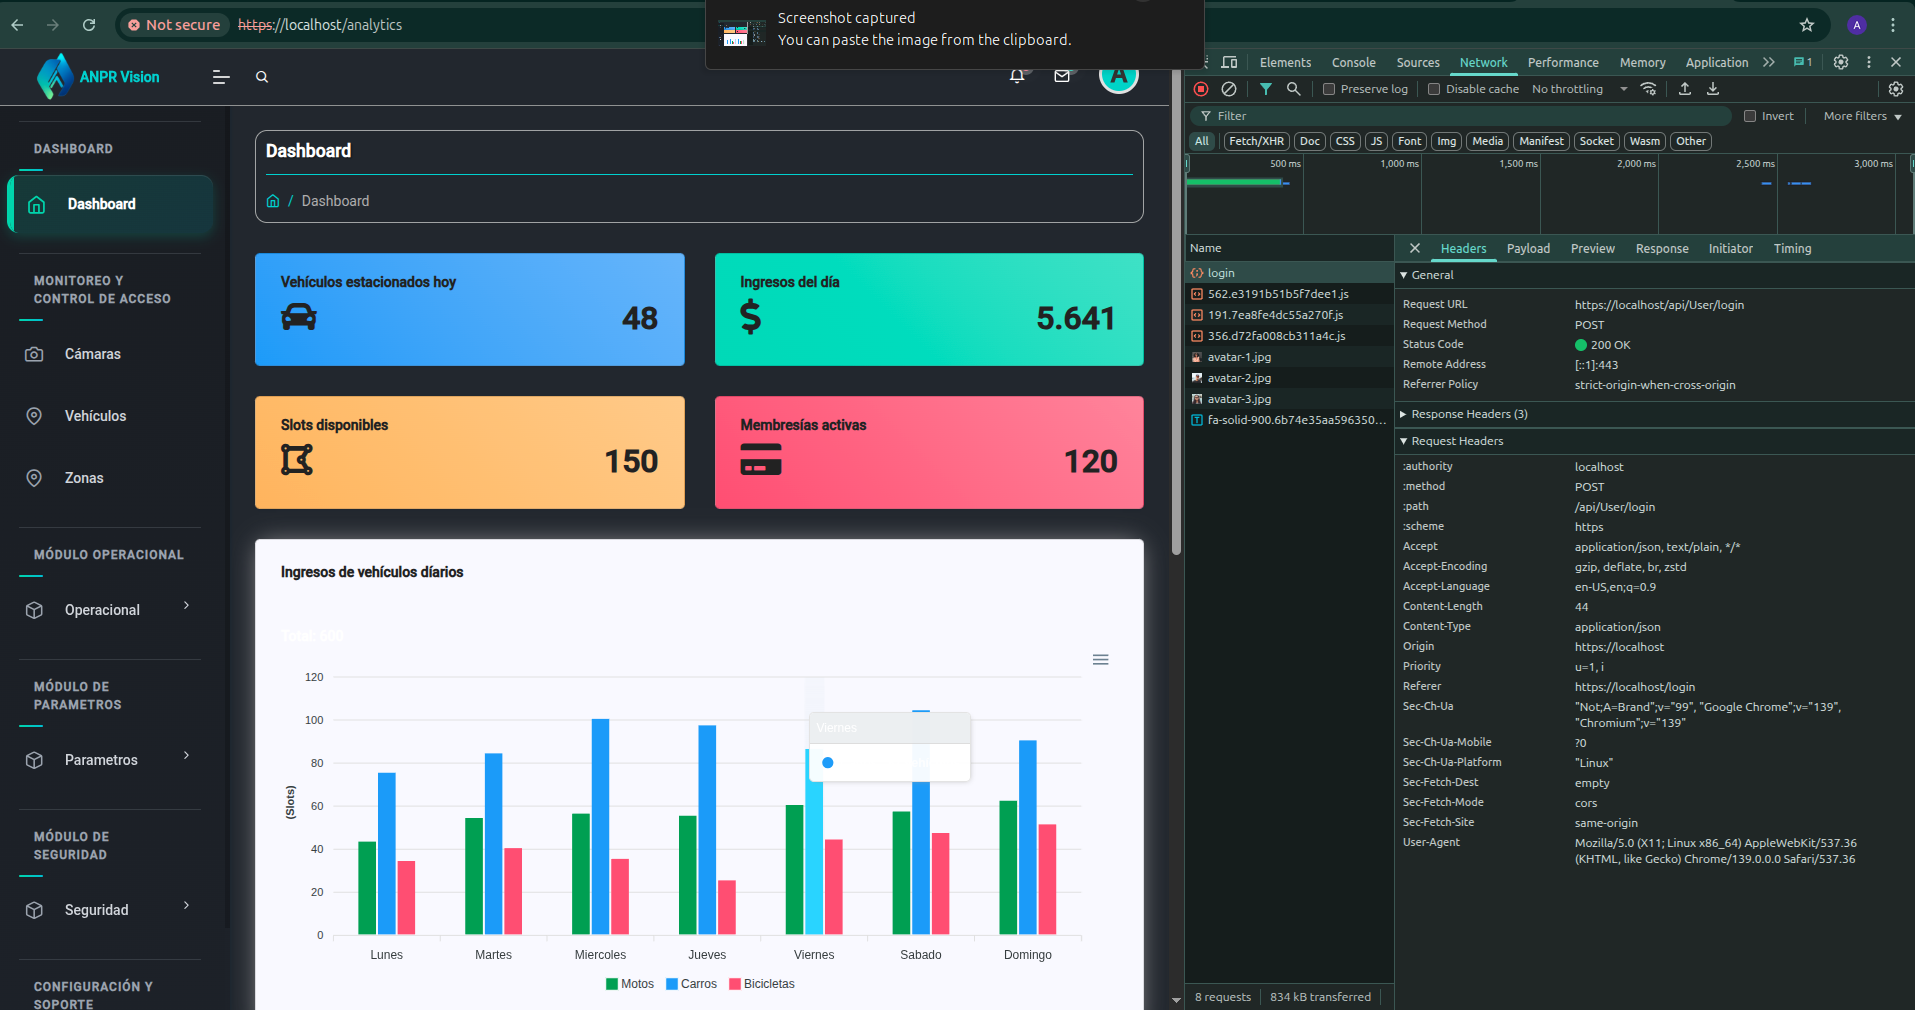 Not secure https://localhost/analytics
Screenshot captured
You can paste the image from the clipboard.
A
ANPR Vision
A
DASHBOARD
Dashboard
MONITOREO Y
CONTROL DE ACCESO
Cámaras
Vehículos
Zonas
MÓDULO OPERACIONAL
Operacional
MÓDULO DE
PARAMETROS
Parametros
MÓDULO DE
SEGURIDAD
Seguridad
CONFIGURACIÓN Y
SOPORTE
Dashboard
/ Dashboard
Vehículos estacionados hoy
48
Ingresos del día
5.641
Slots disponibles
150
Membresías activas
120
Ingresos de vehículos díarios
Total: 600
120
100
80
60
40
20
0
(Slots)
Viernes
Lunes Martes Miercoles Jueves Viernes Sabado Domingo
Motos Carros Bicicletas
Elements Console Sources Network Performance Memory Application 1
Preserve log Disable cache No throttling
Filter Invert More filters
All Fetch/XHR Doc CSS JS Font Img Media Manifest Socket Wasm Other
500 ms 1,000 ms 1,500 ms 2,000 ms 2,500 ms 3,000 ms
Name
login
562.e3191b51b5f7dee1.js
191.7ea8fe4dc55a270f.js
356.d72fa008cb311a4c.js
avatar-1.jpg
avatar-2.jpg
avatar-3.jpg
fa-solid-900.6b74e35aa596350...
8 requests 834 kB transferred
Headers Payload Preview Response Initiator Timing
General
Request URL https://localhost/api/User/login
Request Method POST
Status Code 200 OK
Remote Address [::1]:443
Referrer Policy strict-origin-when-cross-origin
Response Headers (3)
Request Headers
:authority localhost
:method POST
:path /api/User/login
:scheme https
Accept application/json, text/plain, */*
Accept-Encoding gzip, deflate, br, zstd
Accept-Language en-US,en;q=0.9
Content-Length 44
Content-Type application/json
Origin https://localhost
Priority u=1, i
Referer https://localhost/login
Sec-Ch-Ua "Not;A=Brand";v="99", "Google Chrome";v="139",
"Chromium";v="139"
Sec-Ch-Ua-Mobile ?0
Sec-Ch-Ua-Platform "Linux"
Sec-Fetch-Dest empty
Sec-Fetch-Mode cors
Sec-Fetch-Site same-origin
User-Agent Mozilla/5.0 (X11; Linux x86_64) AppleWebKit/537.36
(KHTML, like Gecko) Chrome/139.0.0.0 Safari/537.36